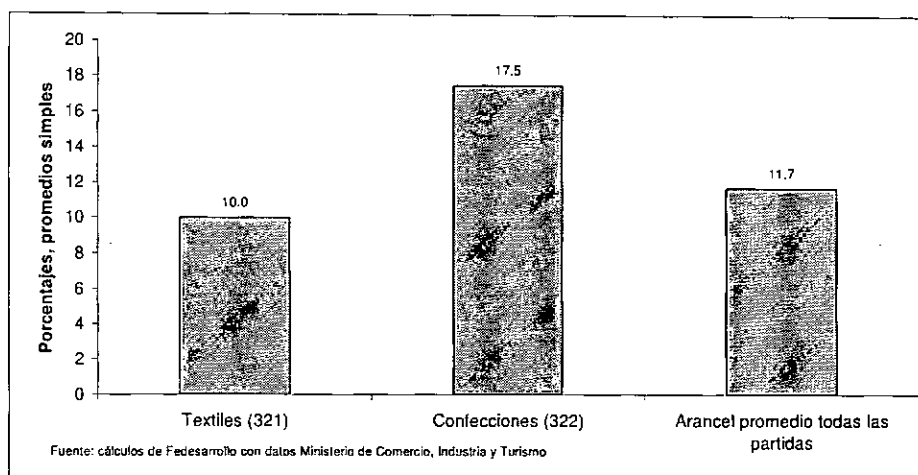 Porcentajes, promedios simples
20
18
16
14
12
10
8
6
4
2
0
10.0
17.5
11.7
Textiles (321)
Confecciones (322)
Arancel promedio todas las
partidas
Fuente: cálculos de Fedesarrollo con datos Ministerio de Comercio, Industria y Turismo